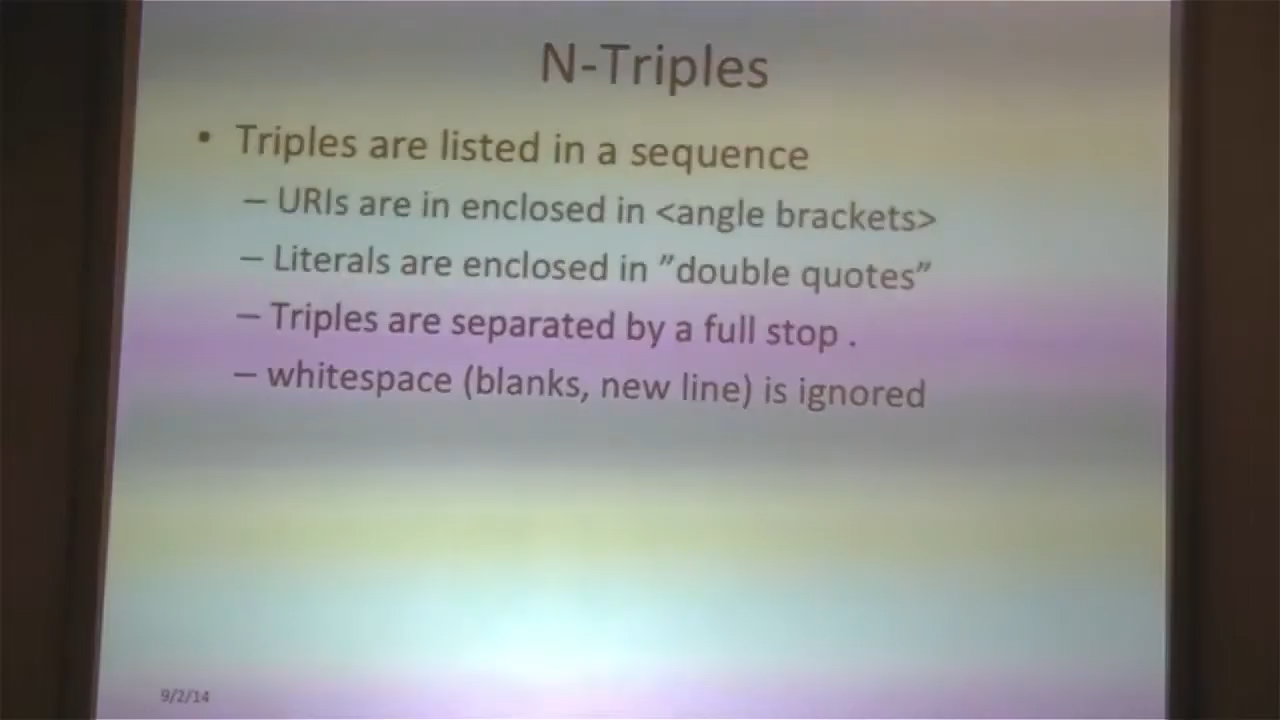 N-Triples
• Triples are listed in a sequence
– URIs are in enclosed in <angle brackets>
– Literals are enclosed in ”double quotes”
– Triples are separated by a full stop .
– whitespace (blanks, new line) is ignored
9/2/14